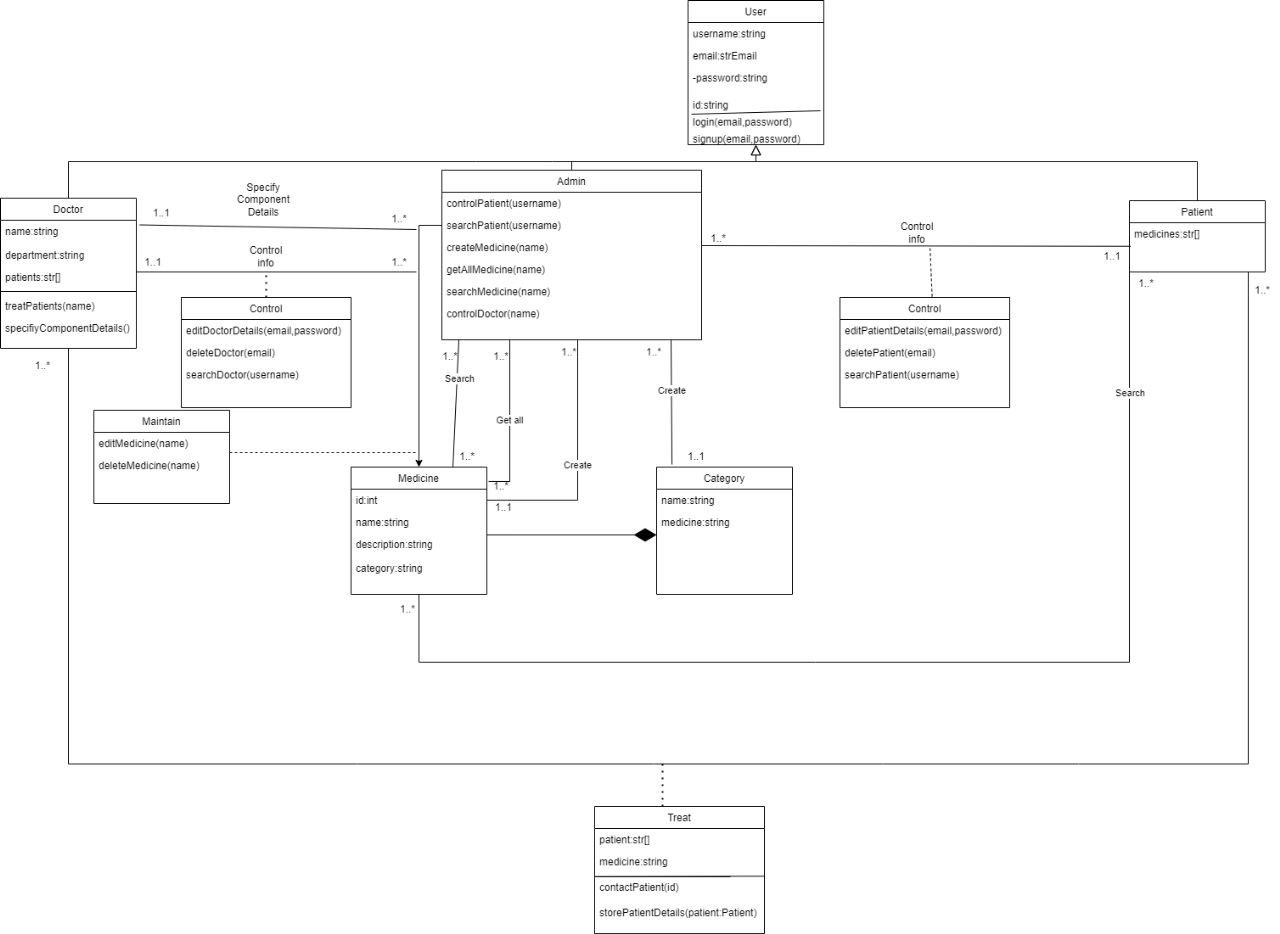 User
username:string
email:strEmail
-password:string
id:string
login(email,password)
signup(email,password)
Doctor
name:string
department:string
patients:str[]
treatPatients(name)
specifiyComponentDetails()
1..*
1..1
Specify
Component
Details
1..*
1..1
Control
info
1..*
Control
editDoctorDetails(email,password)
deleteDoctor(email)
searchDoctor(username)
Admin
controlPatient(username)
searchPatient(username)
createMedicine(name)
getAllMedicine(name)
searchMedicine(name)
controlDoctor(name)
1..*
Control
info
1..1
Patient
medicines:str[]
1..*
1..*
Control
editPatientDetails(email,password)
deletePatient(email)
searchPatient(username)
1..*
Search
1..*
1..*
Get all
1..*
1..*
Create
1..1
1..*
Create
1..1
Search
Maintain
editMedicine(name)
deleteMedicine(name)
Medicine
id:int
name:string
description:string
category:string
1..*
Category
name:string
medicine:string
Treat
patient:str[]
medicine:string
contactPatient(id)
storePatientDetails(patient:Patient)